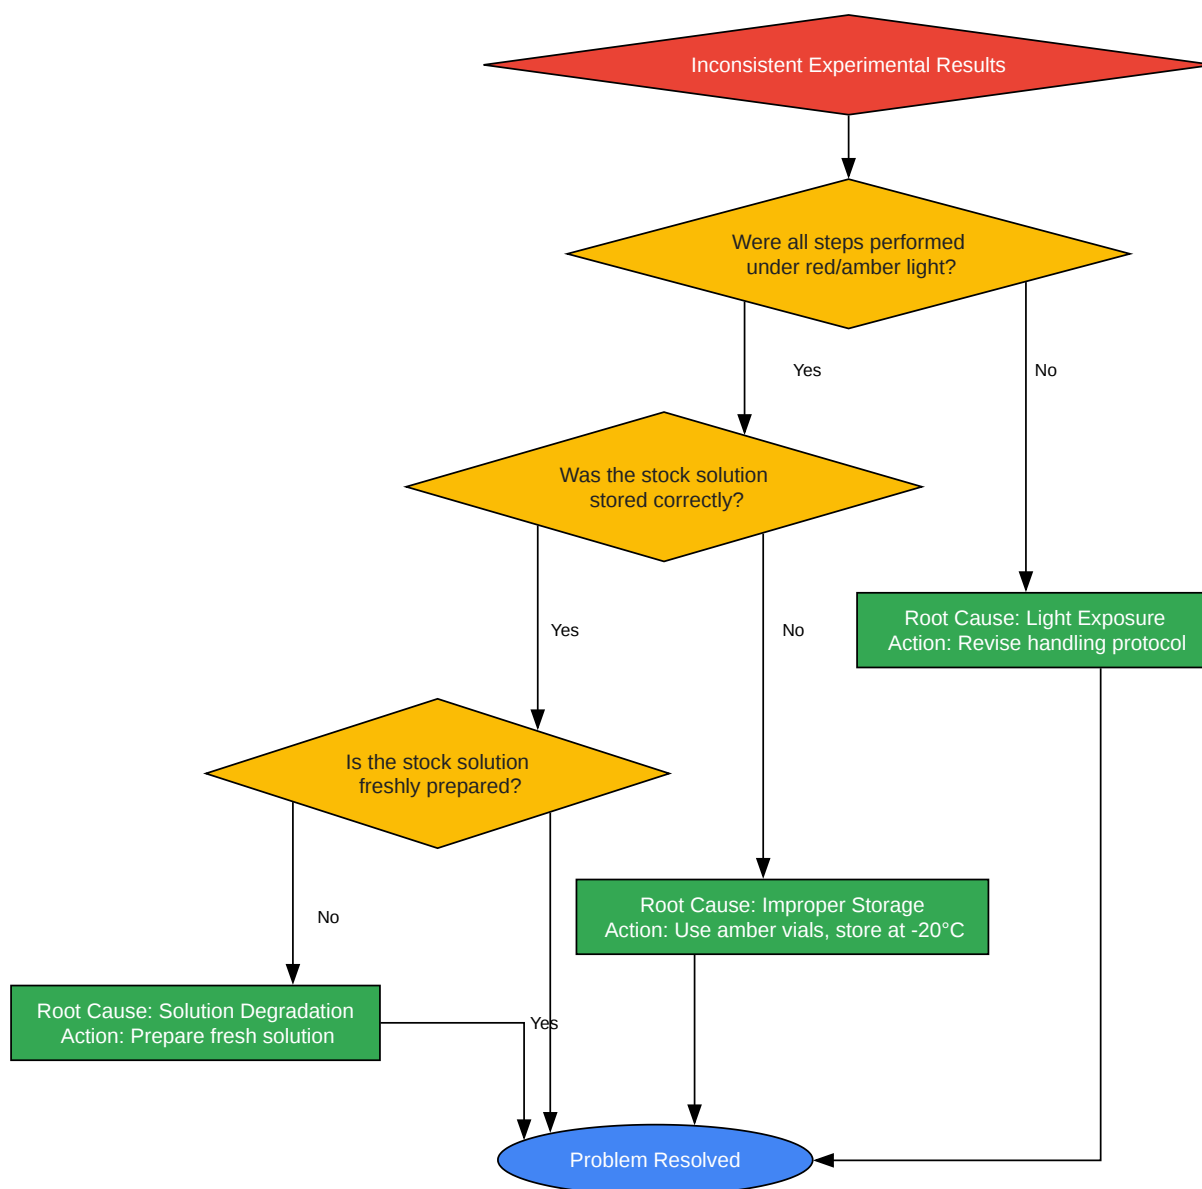 Inconsistent Experimental Results
Were all steps performed
under red/amber light?
Yes
No
Was the stock solution
stored correctly?
Yes
No
Root Cause: Light Exposure
Action: Revise handling protocol
Is the stock solution
freshly prepared?
No
Yes
Root Cause: Improper Storage
Action: Use amber vials, store at -20°C
Root Cause: Solution Degradation
Action: Prepare fresh solution
Problem Resolved